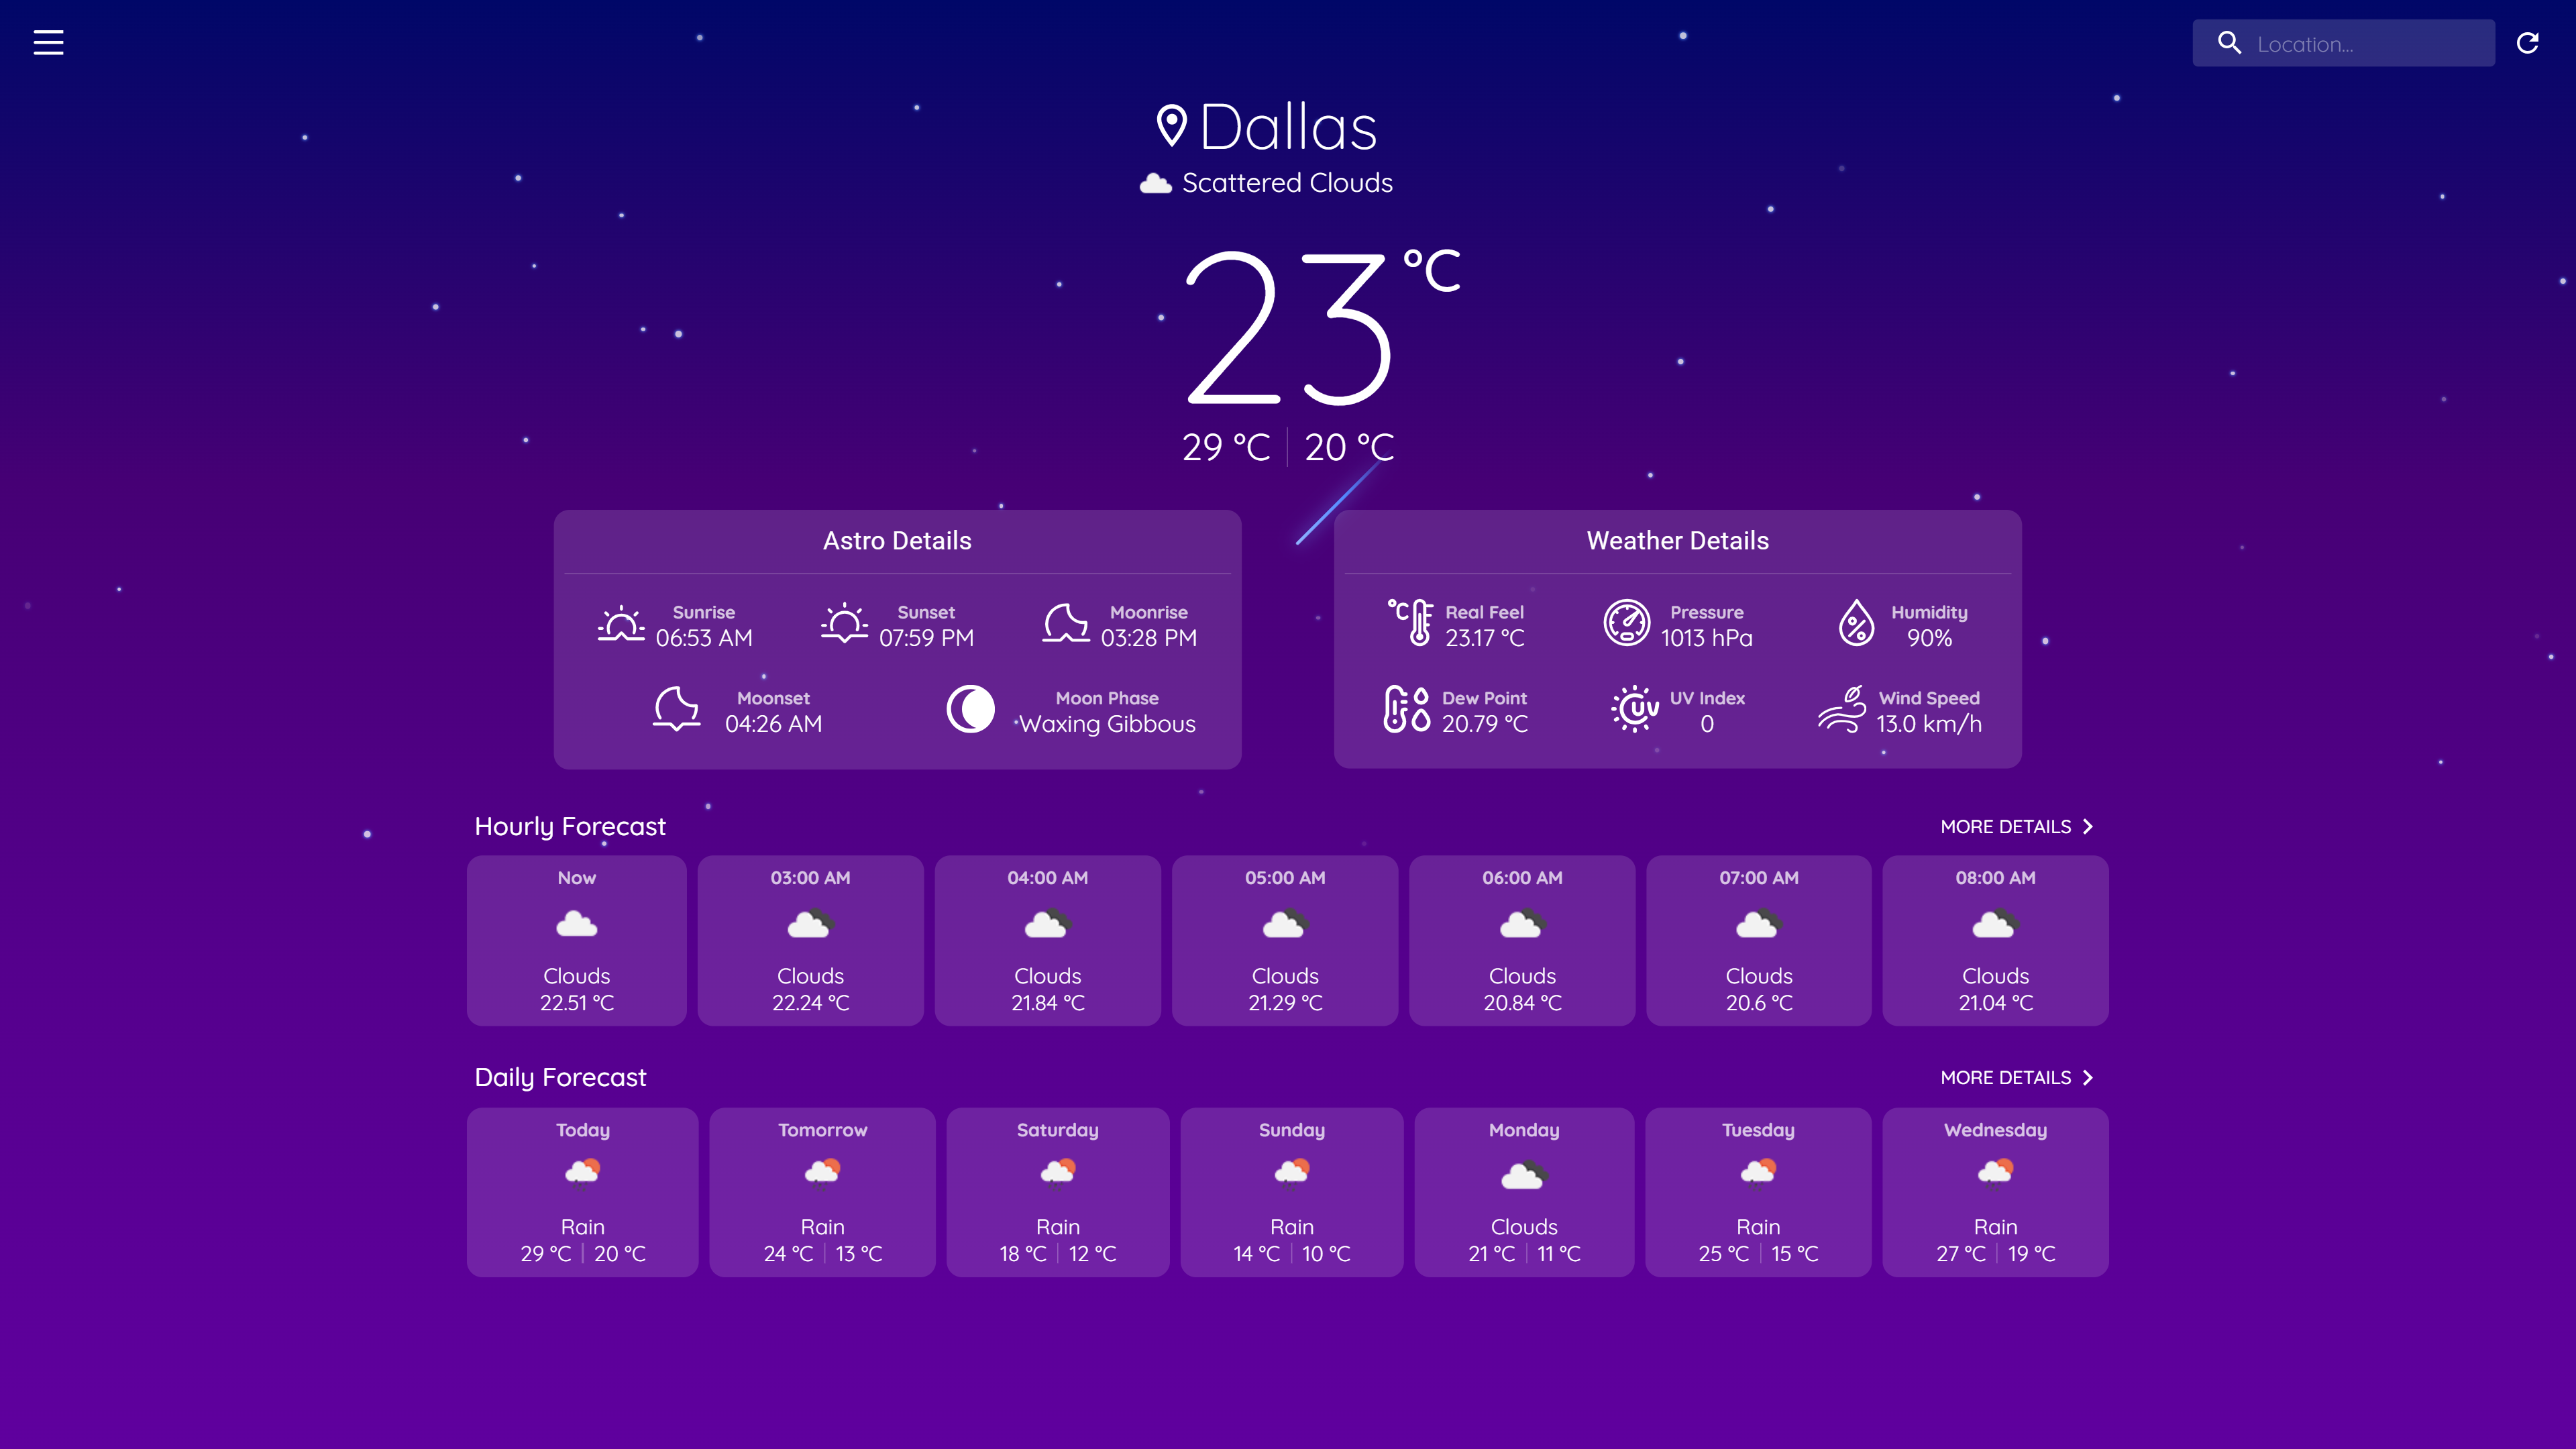 Location...
Dallas
Scattered Clouds
23 °C
29 °C | 20 °C
Astro Details
Sunrise
06:53 AM
Sunset
07:59 PM
Moonrise
03:28 PM
Moonset
04:26 AM
Moon Phase
Waxing Gibbous
Weather Details
°C
Real Feel
23.17 °C
Pressure
1013 hPa
Humidity
90%
Dew Point
20.79 °C
UV
UV Index
0
Wind Speed
13.0 km/h
Hourly Forecast
MORE DETAILS
Now
Clouds
22.51 °C
03:00 AM
Clouds
22.24 °C
04:00 AM
Clouds
21.84 °C
05:00 AM
Clouds
21.29 °C
06:00 AM
Clouds
20.84 °C
07:00 AM
Clouds
20.6 °C
08:00 AM
Clouds
21.04 °C
Daily Forecast
MORE DETAILS
Today
Rain
29 °C | 20 °C
Tomorrow
Rain
24 °C | 13 °C
Saturday
Rain
18 °C | 12 °C
Sunday
Rain
14 °C | 10 °C
Monday
Clouds
21 °C | 11 °C
Tuesday
Rain
25 °C | 15 °C
Wednesday
Rain
27 °C | 19 °C